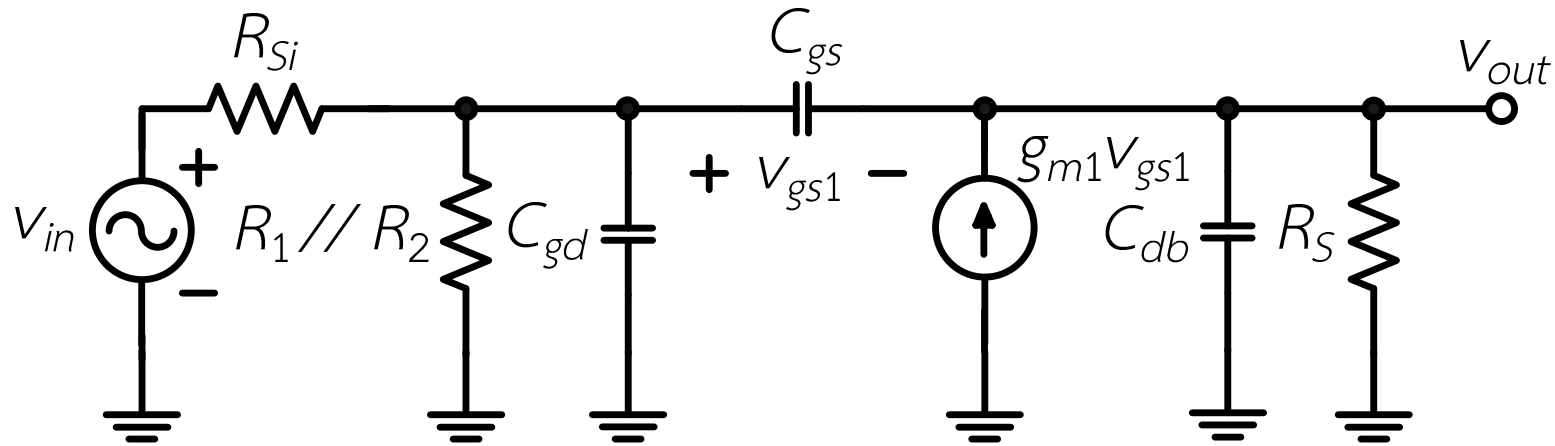 R_Si
C_gs
v_out
+ v_gs1 −
g_m1v_gs1
+
v_in
−
R_1 // R_2
C_gd
C_db
R_S